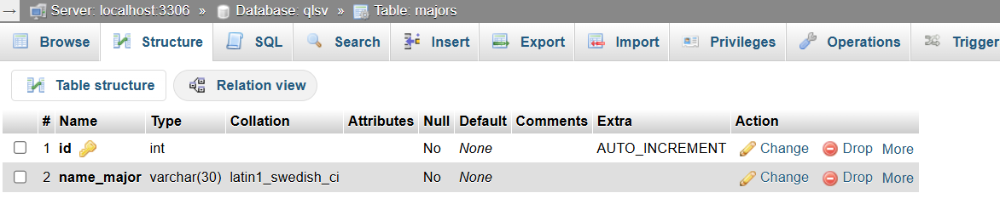 Server: localhost:3306 » Database: qlsv » Table: majors
Browse Structure SQL Search Insert Export Import Privileges Operations Trigger
Table structure Relation view
# Name Type Collation Attributes Null Default Comments Extra Action
1 id int No None AUTO_INCREMENT Change Drop More
2 name_major varchar(30) latin1_swedish_ci No None Change Drop More